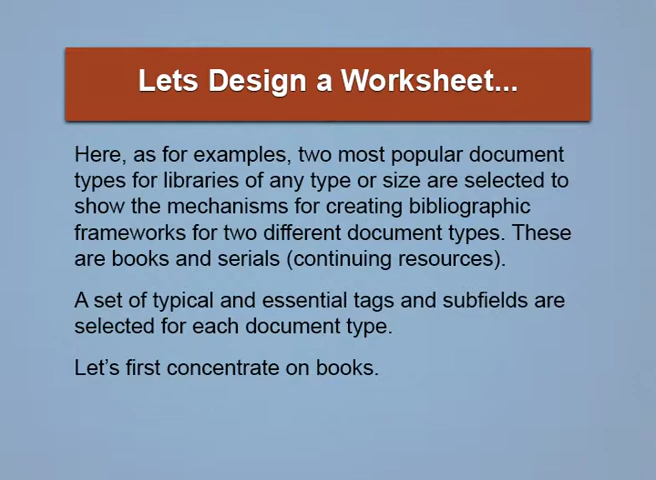 Lets Design a Worksheet...
Here, as for examples, two most popular document
types for libraries of any type or size are selected to
show the mechanisms for creating bibliographic
frameworks for two different document types. These
are books and serials (continuing resources).
A set of typical and essential tags and subfields are
selected for each document type.
Let’s first concentrate on books.